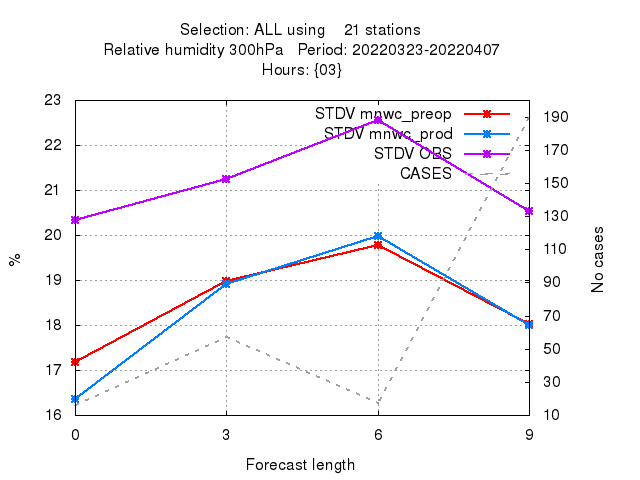 Selection: ALL using 21 stations
Relative humidity 300hPa Period: 20220323-20220407
Hours: {03}
STDV mnwc_preop
STDV mnwc_prod
STDV OBS
CASES
23
22
21
20
19
18
17
16
%
190
170
150
130
110
90
70
50
30
10
No cases
0 3 6 9
Forecast length